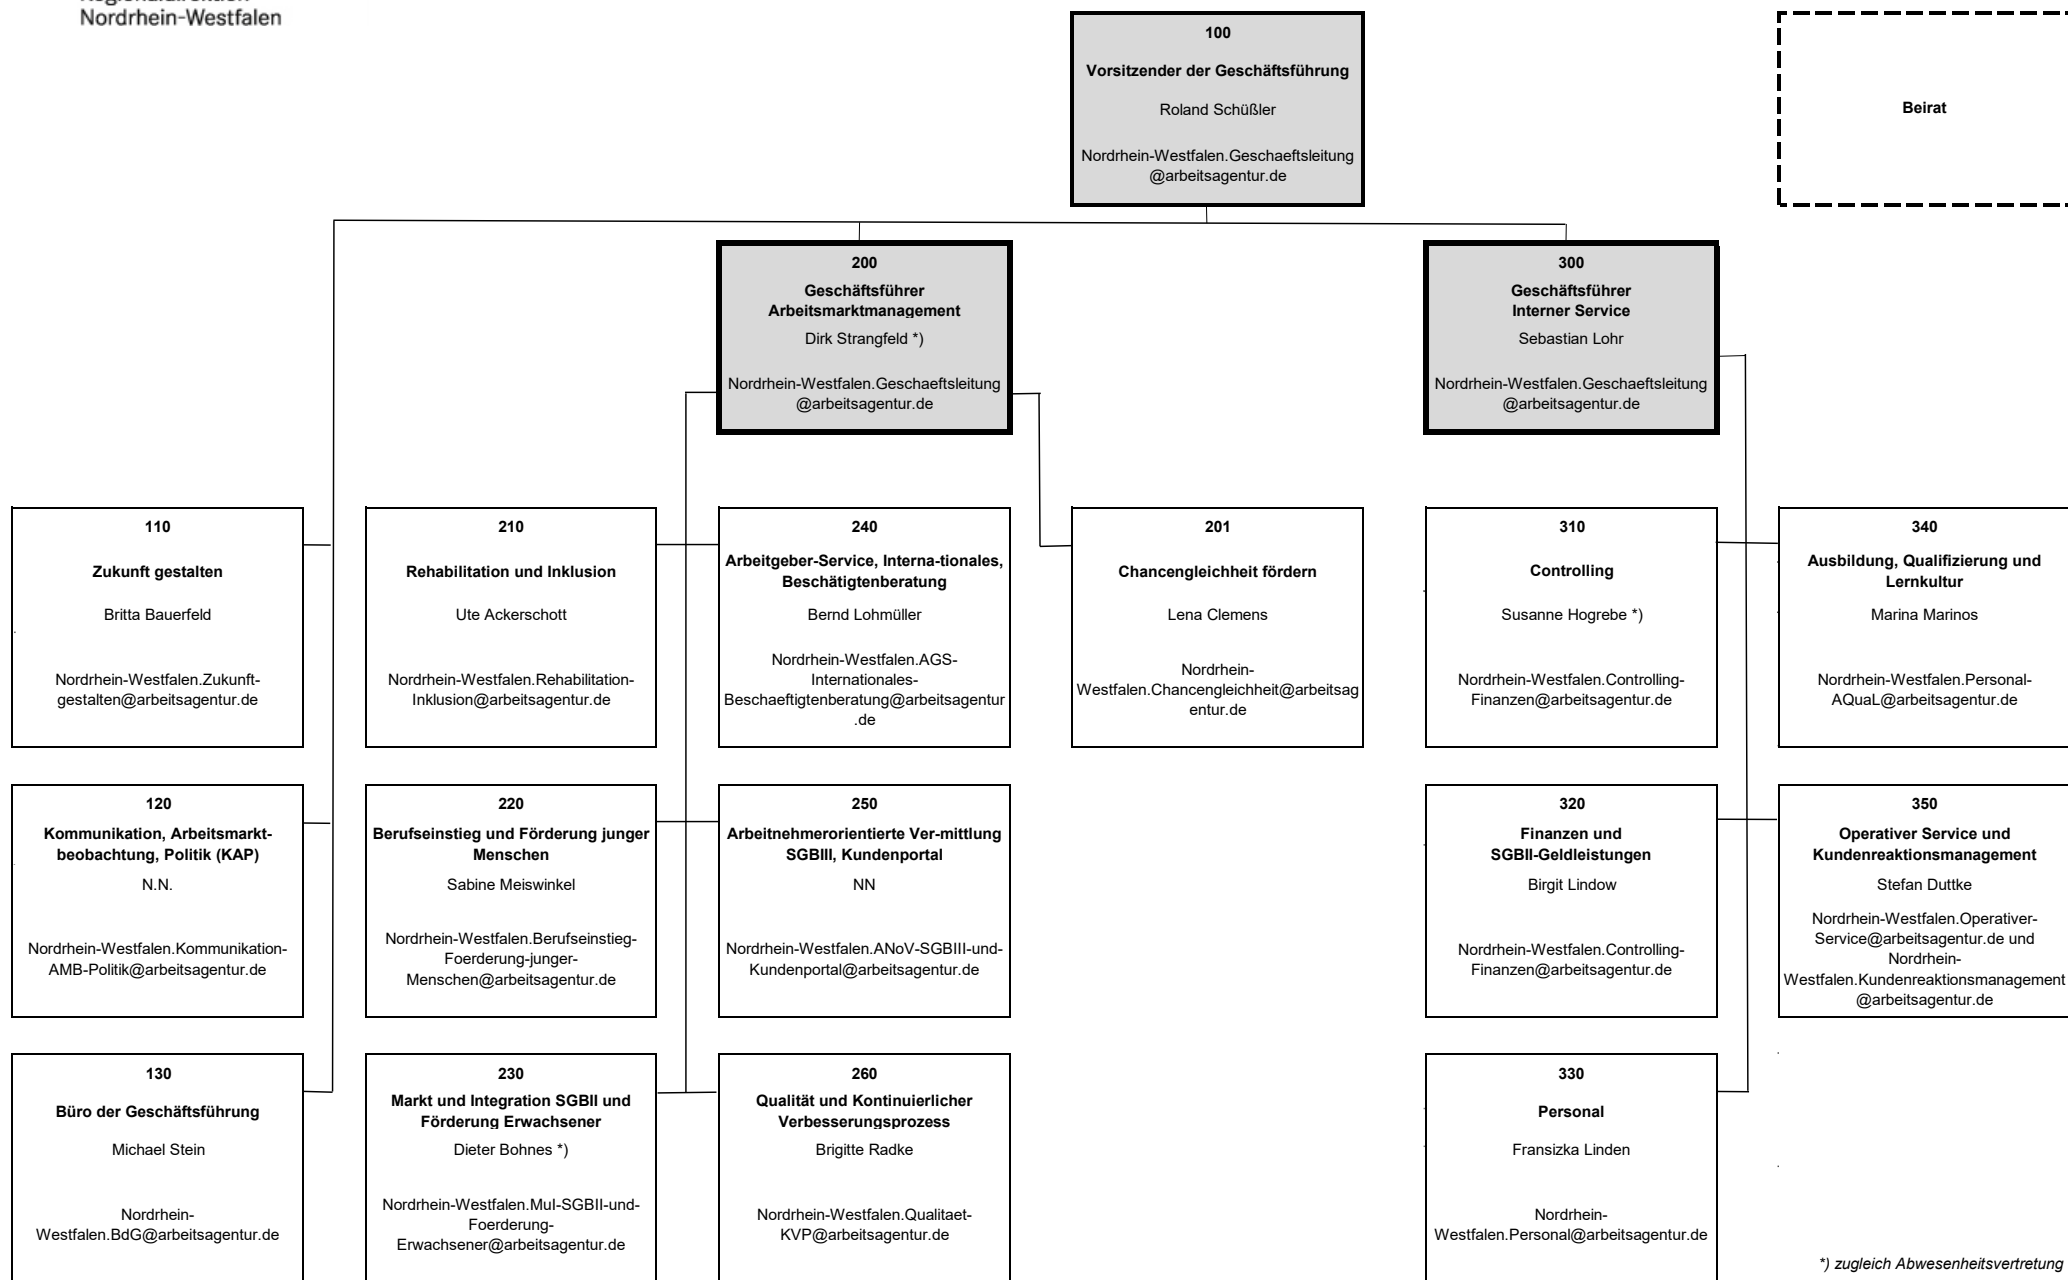 Regionaldirektion
Nordrhein-Westfalen
100
Vorsitzender der Geschäftsführung
Roland Schüßler
Nordrhein-Westfalen.Geschaeftsleitung
@arbeitsagentur.de
Beirat
200
Geschäftsführer
Arbeitsmarktmanagement
Dirk Strangfeld *)
Nordrhein-Westfalen.Geschaeftsleitung
@arbeitsagentur.de
300
Geschäftsführer
Interner Service
Sebastian Lohr
Nordrhein-Westfalen.Geschaeftsleitung
@arbeitsagentur.de
110
Zukunft gestalten
Britta Bauerfeld
Nordrhein-Westfalen.Zukunft-
gestalten@arbeitsagentur.de
210
Rehabilitation und Inklusion
Ute Ackerschott
Nordrhein-Westfalen.Rehabilitation-
Inklusion@arbeitsagentur.de
240
Arbeitgeber-Service, Interna-tionales,
Beschätigtenberatung
Bernd Lohmüller
Nordrhein-Westfalen.AGS-
Internationales-
Beschaeftigtenberatung@arbeitsagentur
.de
201
Chancengleichheit fördern
Lena Clemens
Nordrhein-
Westfalen.Chancengleichheit@arbeitsag
entur.de
310
Controlling
Susanne Hogrebe *)
Nordrhein-Westfalen.Controlling-
Finanzen@arbeitsagentur.de
340
Ausbildung, Qualifizierung und
Lernkultur
Marina Marinos
Nordrhein-Westfalen.Personal-
AQuaL@arbeitsagentur.de
120
Kommunikation, Arbeitsmarkt-
beobachtung, Politik (KAP)
N.N.
Nordrhein-Westfalen.Kommunikation-
AMB-Politik@arbeitsagentur.de
220
Berufseinstieg und Förderung junger
Menschen
Sabine Meiswinkel
Nordrhein-Westfalen.Berufseinstieg-
Foerderung-junger-
Menschen@arbeitsagentur.de
250
Arbeitnehmerorientierte Ver-mittlung
SGBIII, Kundenportal
NN
Nordrhein-Westfalen.ANoV-SGBIII-und-
Kundenportal@arbeitsagentur.de
320
Finanzen und
SGBII-Geldleistungen
Birgit Lindow
Nordrhein-Westfalen.Controlling-
Finanzen@arbeitsagentur.de
350
Operativer Service und
Kundenreaktionsmanagement
Stefan Duttke
Nordrhein-Westfalen.Operativer-
Service@arbeitsagentur.de und
Nordrhein-
Westfalen.Kundenreaktionsmanagement
@arbeitsagentur.de
130
Büro der Geschäftsführung
Michael Stein
Nordrhein-
Westfalen.BdG@arbeitsagentur.de
230
Markt und Integration SGBII und
Förderung Erwachsener
Dieter Bohnes *)
Nordrhein-Westfalen.MuI-SGBII-und-
Foerderung-
Erwachsener@arbeitsagentur.de
260
Qualität und Kontinuierlicher
Verbesserungsprozess
Brigitte Radke
Nordrhein-Westfalen.Qualitaet-
KVP@arbeitsagentur.de
330
Personal
Fransizka Linden
Nordrhein-
Westfalen.Personal@arbeitsagentur.de
*) zugleich Abwesenheitsvertretung